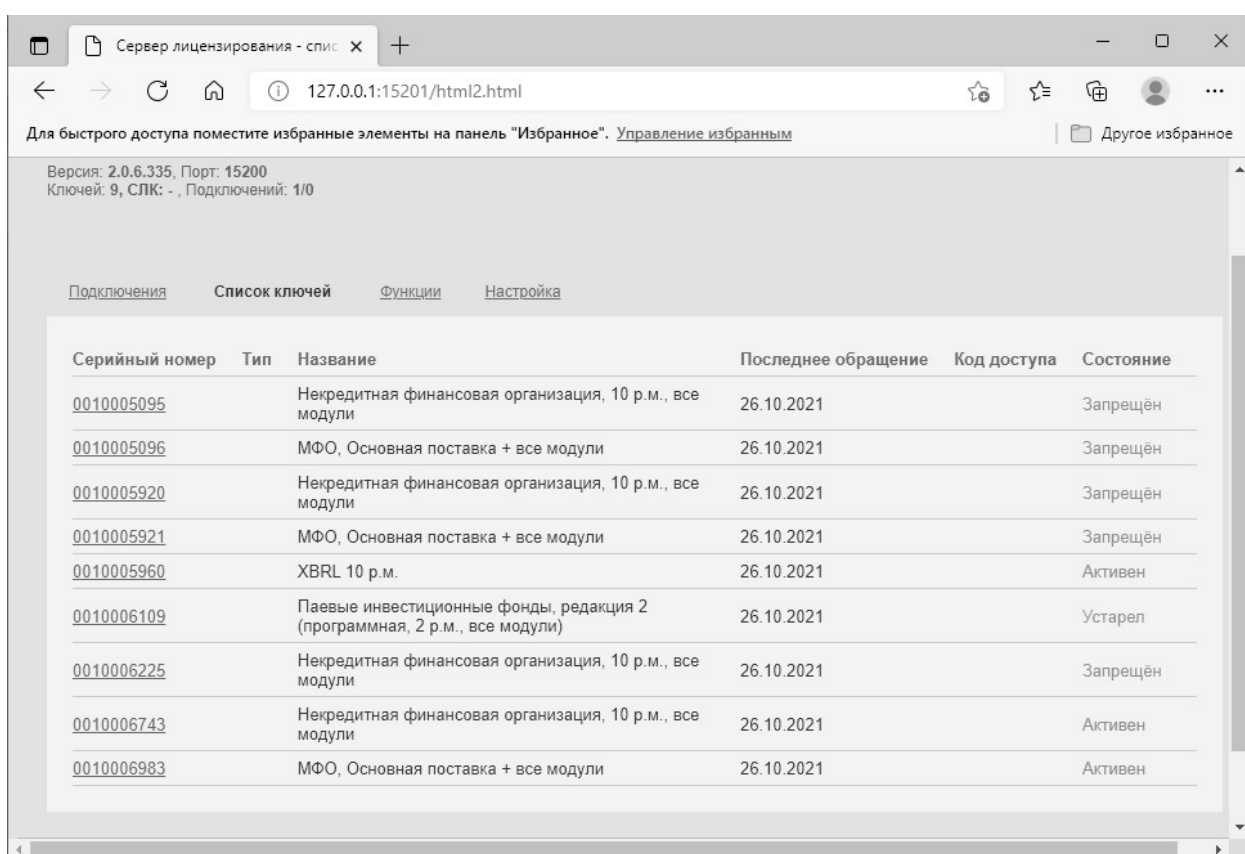 Сервер лицензирования - спис
127.0.0.1:15201/html2.html
Для быстрого доступа поместите избранные элементы на панель "Избранное". Управление избранным
Другое избранное
Версия: 2.0.6.335, Порт: 15200
Ключей: 9, СЛК: - , Подключений: 1/0
Подключения Список ключей Функции Настройка
Серийный номер Тип Название Последнее обращение Код доступа Состояние
0010005095 Некредитная финансовая организация, 10 р.м., все 26.10.2021 Запрещён
модули
0010005096 МФО, Основная поставка + все модули 26.10.2021 Запрещён
0010005920 Некредитная финансовая организация, 10 р.м., все 26.10.2021 Запрещён
модули
0010005921 МФО, Основная поставка + все модули 26.10.2021 Запрещён
0010005960 XBRL 10 р.м. 26.10.2021 Активен
0010006109 Паевые инвестиционные фонды, редакция 2 26.10.2021 Устарел
(программная, 2 р.м., все модули)
0010006225 Некредитная финансовая организация, 10 р.м., все 26.10.2021 Запрещён
модули
0010006743 Некредитная финансовая организация, 10 р.м., все 26.10.2021 Активен
модули
0010006983 МФО, Основная поставка + все модули 26.10.2021 Активен